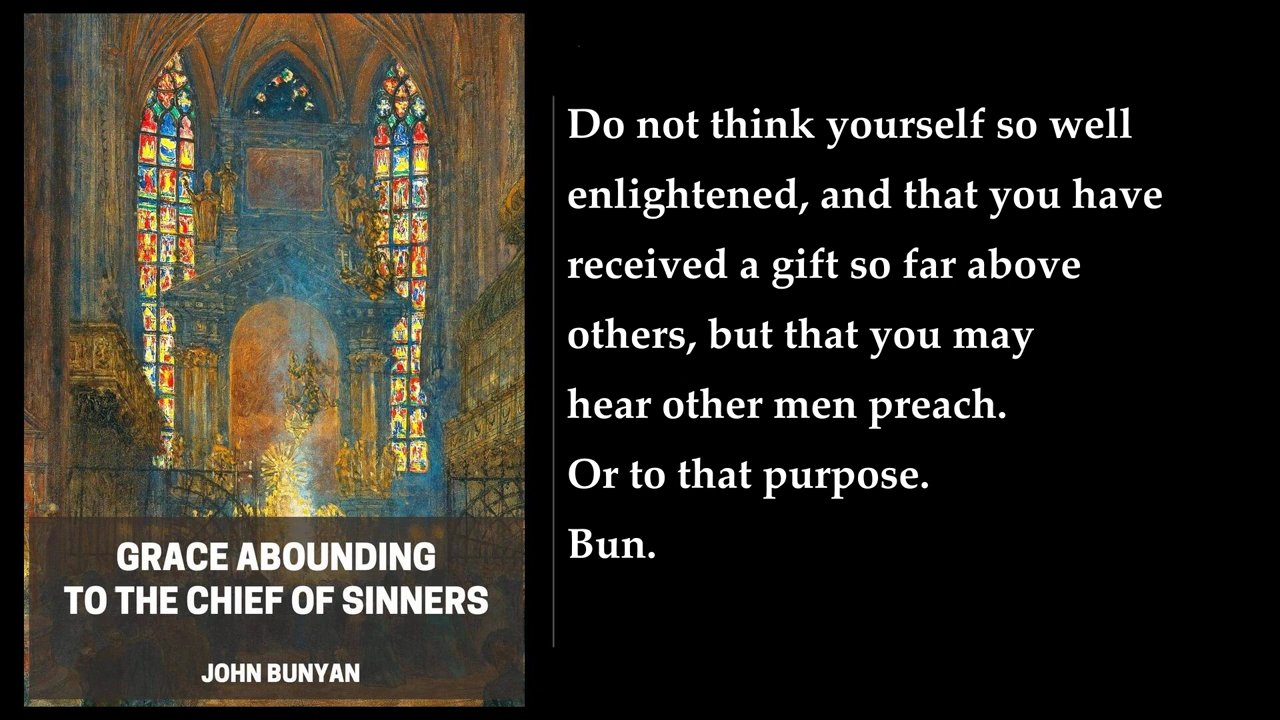 GRACE ABOUNDING
TO THE CHIEF OF SINNERS
JOHN BUNYAN
Do not think yourself so well
enlightened, and that you have
received a gift so far above
others, but that you may
hear other men preach.
Or to that purpose.
Bun.